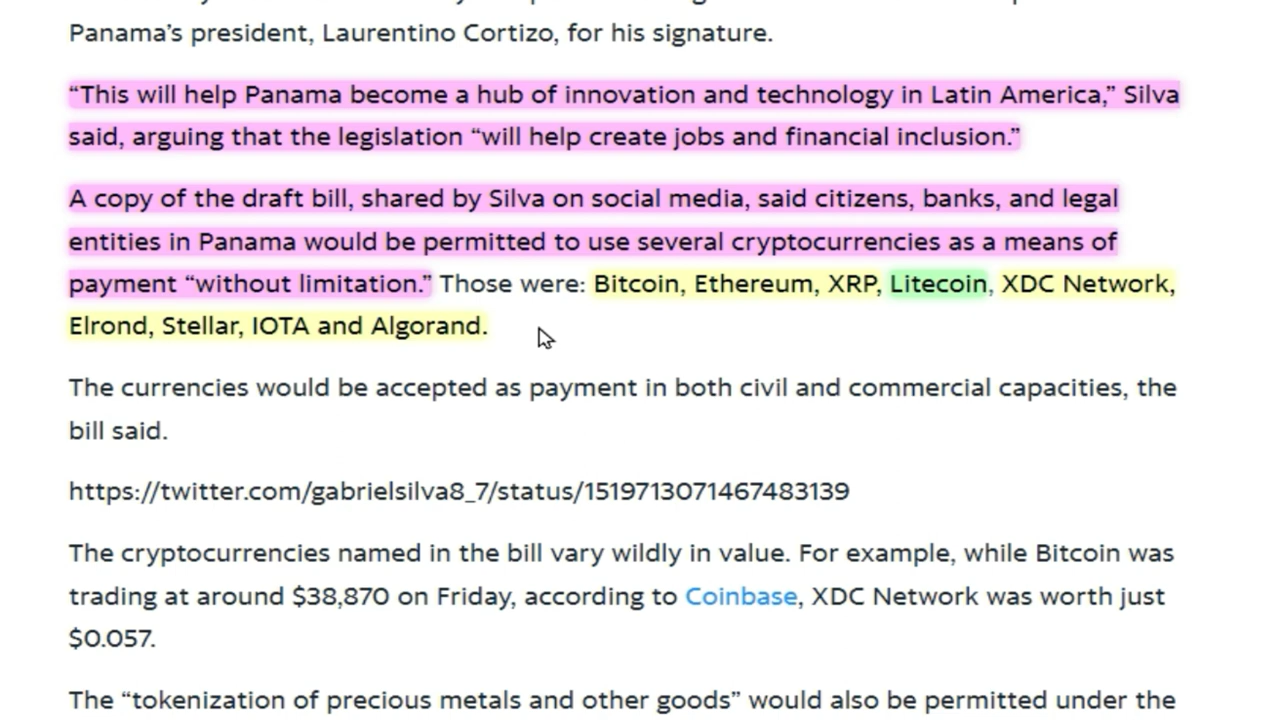 Panama’s president, Laurentino Cortizo, for his signature.
“This will help Panama become a hub of innovation and technology in Latin America,” Silva
said, arguing that the legislation “will help create jobs and financial inclusion.”
A copy of the draft bill, shared by Silva on social media, said citizens, banks, and legal
entities in Panama would be permitted to use several cryptocurrencies as a means of
payment “without limitation.” Those were: Bitcoin, Ethereum, XRP, Litecoin, XDC Network,
Elrond, Stellar, IOTA and Algorand.
The currencies would be accepted as payment in both civil and commercial capacities, the
bill said.
https://twitter.com/gabrielsilva8_7/status/1519713071467483139
The cryptocurrencies named in the bill vary wildly in value. For example, while Bitcoin was
trading at around $38,870 on Friday, according to Coinbase, XDC Network was worth just
$0.057.
The “tokenization of precious metals and other goods” would also be permitted under the